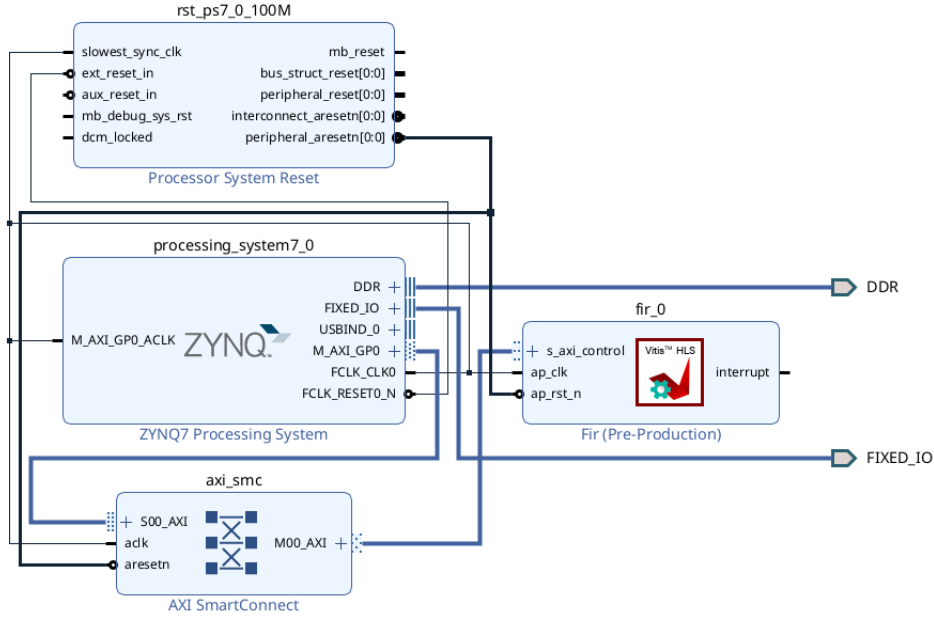 rst_ps7_0_100M
slowest_sync_clk
ext_reset_in
aux_reset_in
mb_debug_sys_rst
dcm_locked
mb_reset
bus_struct_reset[0:0]
peripheral_reset[0:0]
interconnect_aresetn[0:0]
peripheral_aresetn[0:0]
Processor System Reset
processing_system7_0
M_AXI_GP0_ACLK
ZYNQ
DDR
FIXED_IO
USBIND_0
M_AXI_GP0
FCLK_CLK0
FCLK_RESET0_N
ZYNQ7 Processing System
fir_0
s_axi_control
ap_clk
ap_rst_n
Vitis™ HLS
interrupt
Fir (Pre-Production)
DDR
FIXED_IO
axi_smc
S00_AXI
aclk
aresetn
M00_AXI
AXI SmartConnect